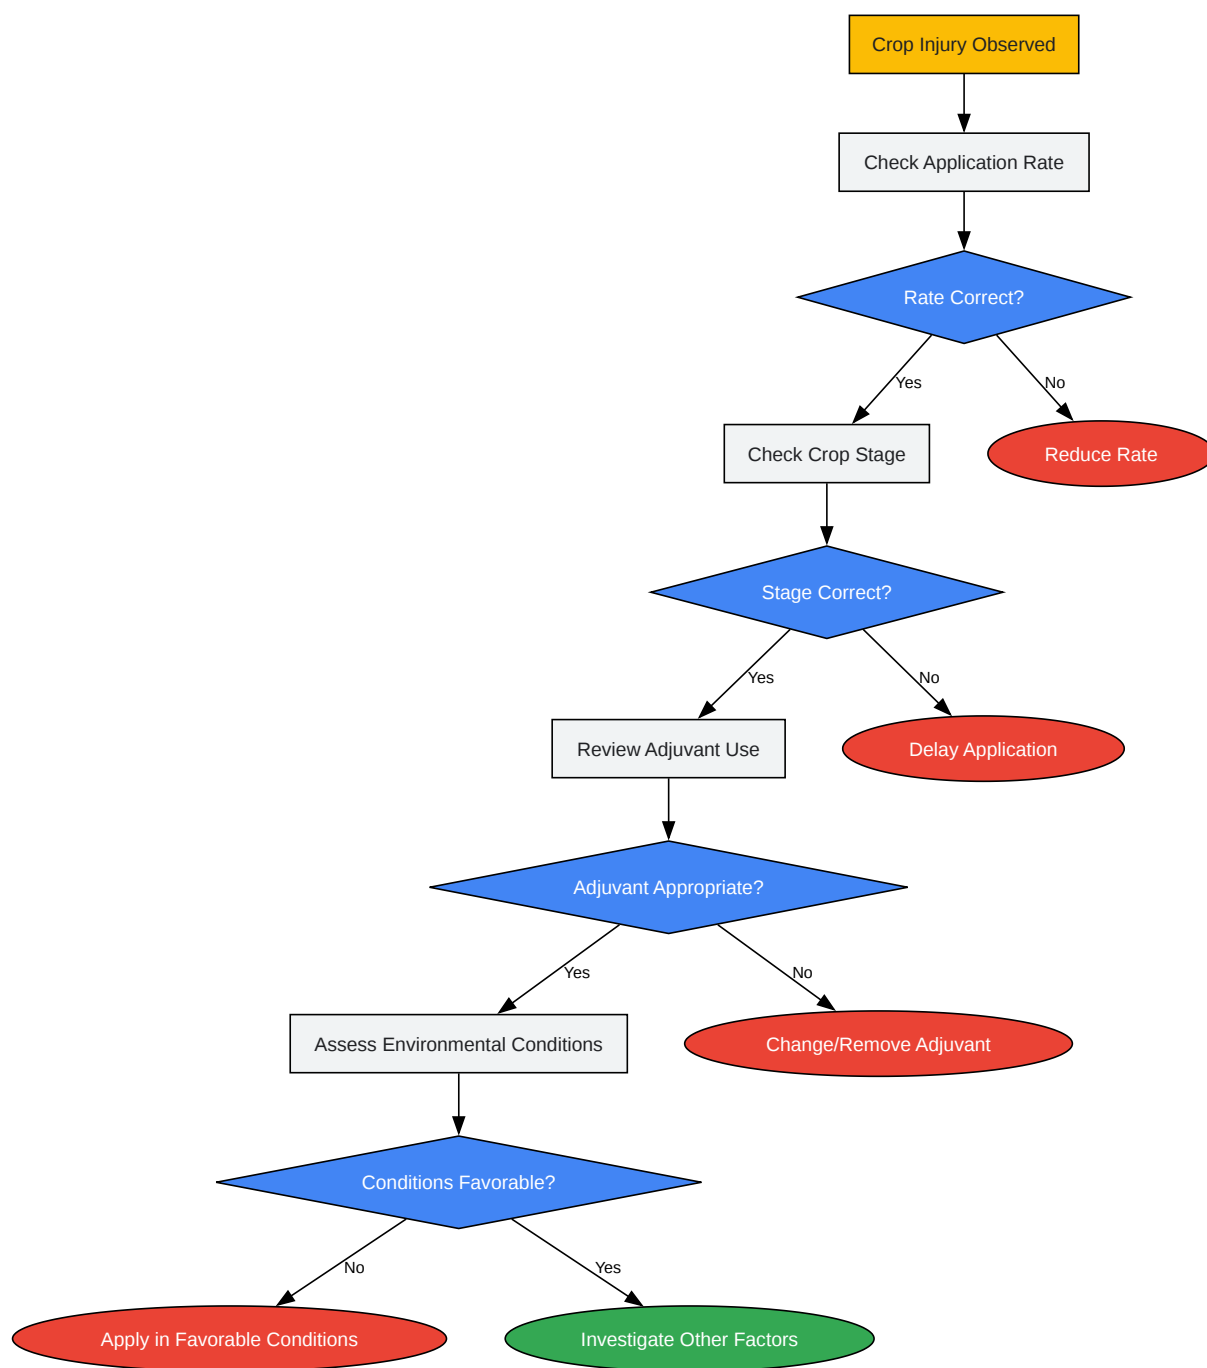 Crop Injury Observed
Check Application Rate
Rate Correct?
Yes
No
Check Crop Stage
Reduce Rate
Stage Correct?
Yes
No
Review Adjuvant Use
Delay Application
Adjuvant Appropriate?
Yes
No
Assess Environmental Conditions
Change/Remove Adjuvant
Conditions Favorable?
No
Yes
Apply in Favorable Conditions
Investigate Other Factors